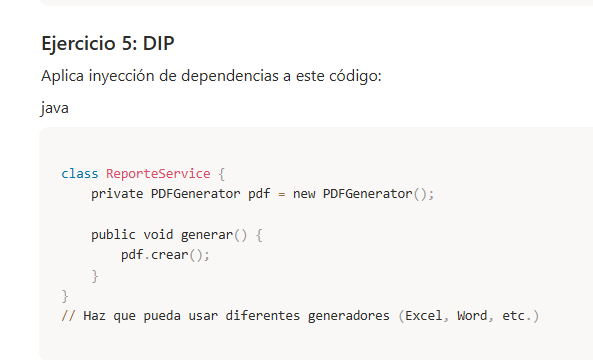 Ejercicio 5: DIP
Aplica inyección de dependencias a este código:
java
class ReporteService {
    private PDFGenerator pdf = new PDFGenerator();
    public void generar() {
        pdf.crear();
    }
}
// Haz que pueda usar diferentes generadores (Excel, Word, etc.)